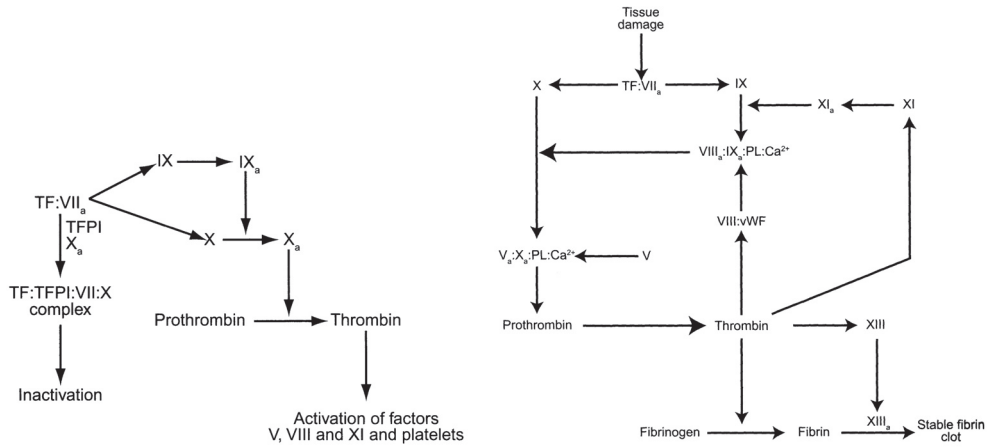 IX
IXₐ
TF:VIIₐ
TFPI
Xₐ
X
Xₐ
TF:TFPI:VII:X
complex
Prothrombin
Thrombin
Inactivation
Activation of factors
V, VIII and XI and platelets
Tissue
damage
X
TF:VIIₐ
IX
XIₐ
XI
VIIIₐ:IXₐ:PL:Ca²⁺
VIII:vWF
Vₐ:Xₐ:PL:Ca²⁺
V
Prothrombin
Thrombin
XIII
XIIIₐ
Fibrinogen
Fibrin
Stable fibrin
clot